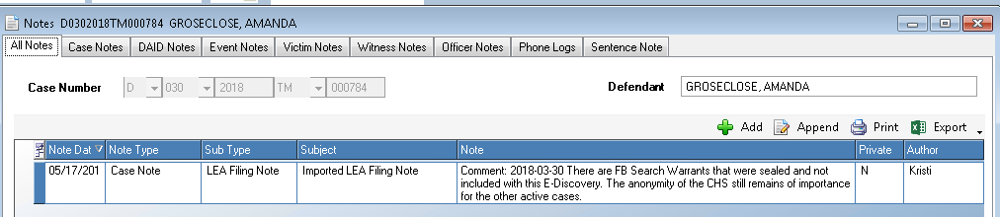 Notes D0302018TM000784 GROSECLOSE, AMANDA
All Notes Case Notes DAID Notes Event Notes Victim Notes Witness Notes Officer Notes Phone Logs Sentence Note
Case Number D 030 2018 TM 000784 Defendant GROSECLOSE, AMANDA
Add Append Print Export
Note Dat Note Type Sub Type Subject Note Private Author
05/17/201 Case Note LEA Filing Note Imported LEA Filing Note Comment: 2018-03-30 There are FB Search Warrants that were sealed and not N Kristi
included with this E-Discovery. The anonymity of the CHS still remains of importance
for the other active cases.